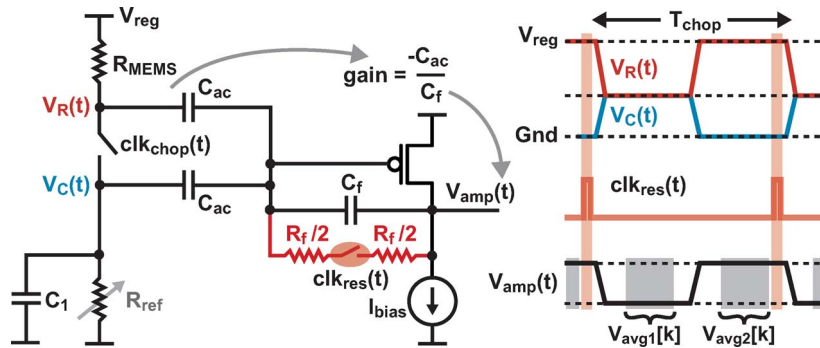 V_reg
R_MEMS
C_ac
gain = -C_ac / C_f
V_R(t)
clk_chop(t)
V_C(t)
C_ac
C_f
V_amp(t)
R_f/2
R_f/2
clk_res(t)
C_1
R_ref
I_bias
T_chop
V_reg
V_R(t)
V_C(t)
Gnd
clk_res(t)
V_amp(t)
V_avg1[k]
V_avg2[k]